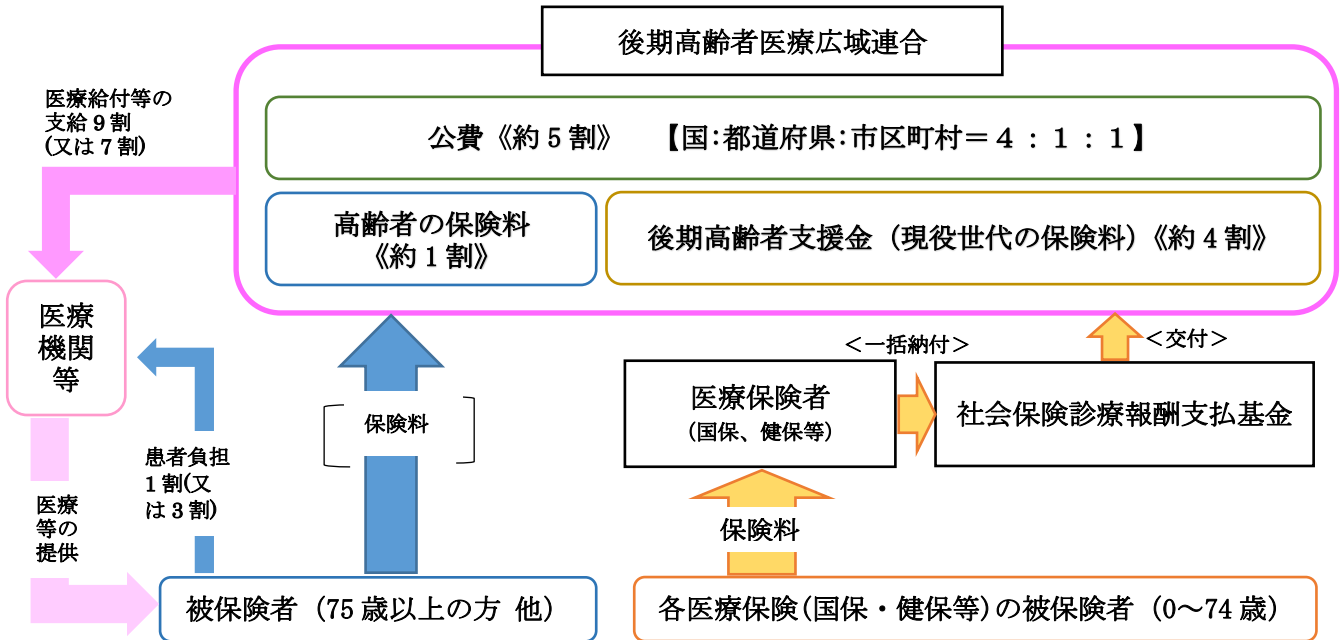 後期高齢者医療広域連合
医療給付等の
支給9割
(又は7割)
公費《約5割》　【国:都道府県:市区町村=4:1:1】
高齢者の保険料
《約1割》
後期高齢者支援金（現役世代の保険料）《約4割》
医療
機関
等
＜一括納付＞
＜交付＞
医療保険者
(国保、健保等)
社会保険診療報酬支払基金
保険料
患者負担
1割(又
は3割)
医療
等の
提供
保険料
被保険者（75歳以上の方 他）
各医療保険(国保・健保等)の被保険者（0～74歳）